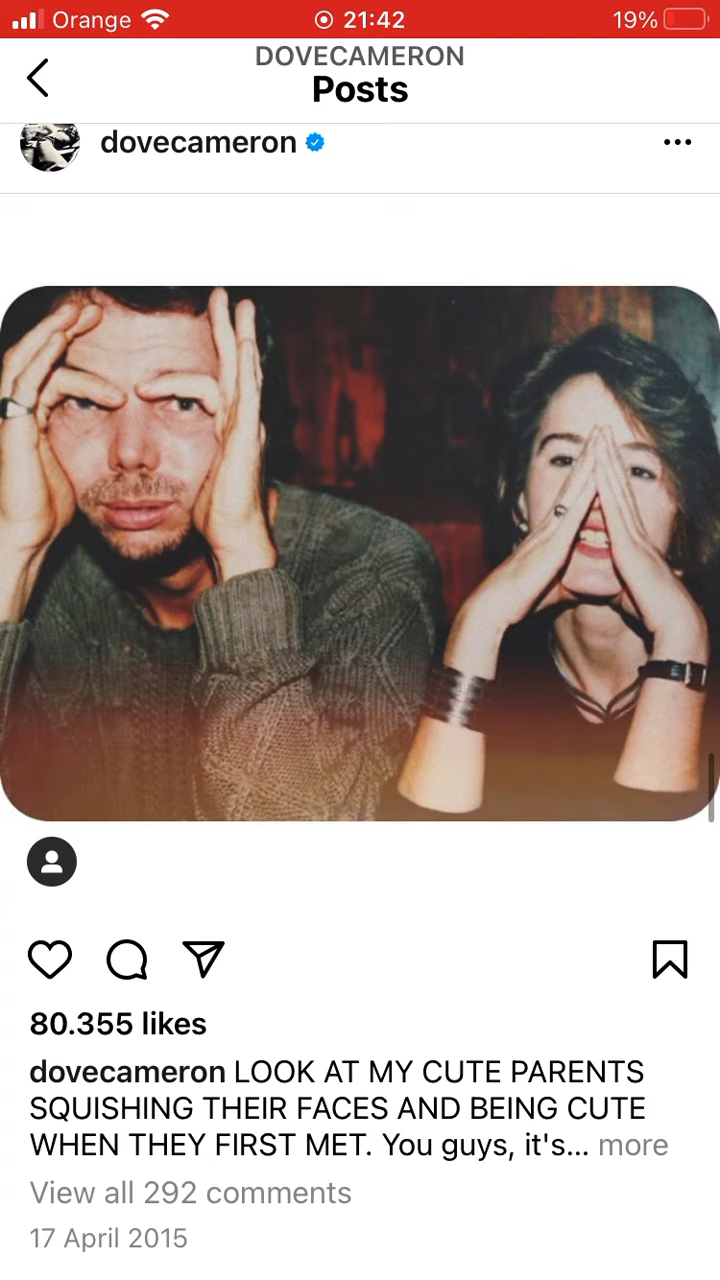 Orange 21:42 19%
DOVECAMERON
Posts
dovecameron
80.355 likes
dovecameron LOOK AT MY CUTE PARENTS
SQUISHING THEIR FACES AND BEING CUTE
WHEN THEY FIRST MET. You guys, it's... more
View all 292 comments
17 April 2015